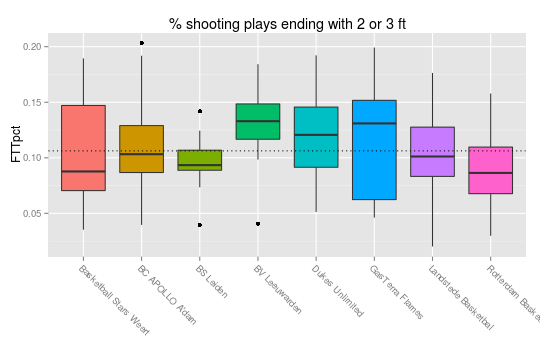 % shooting plays ending with 2 or 3 ft
FTTpct
0.20
0.15
0.10
0.05
Basketball Stars Weert
BC APOLLO A'dam
BS Leiden
BV Leeuwarden
Dukes Unlimited
GasTerra Flames
Landstede Basketbal
Rotterdam